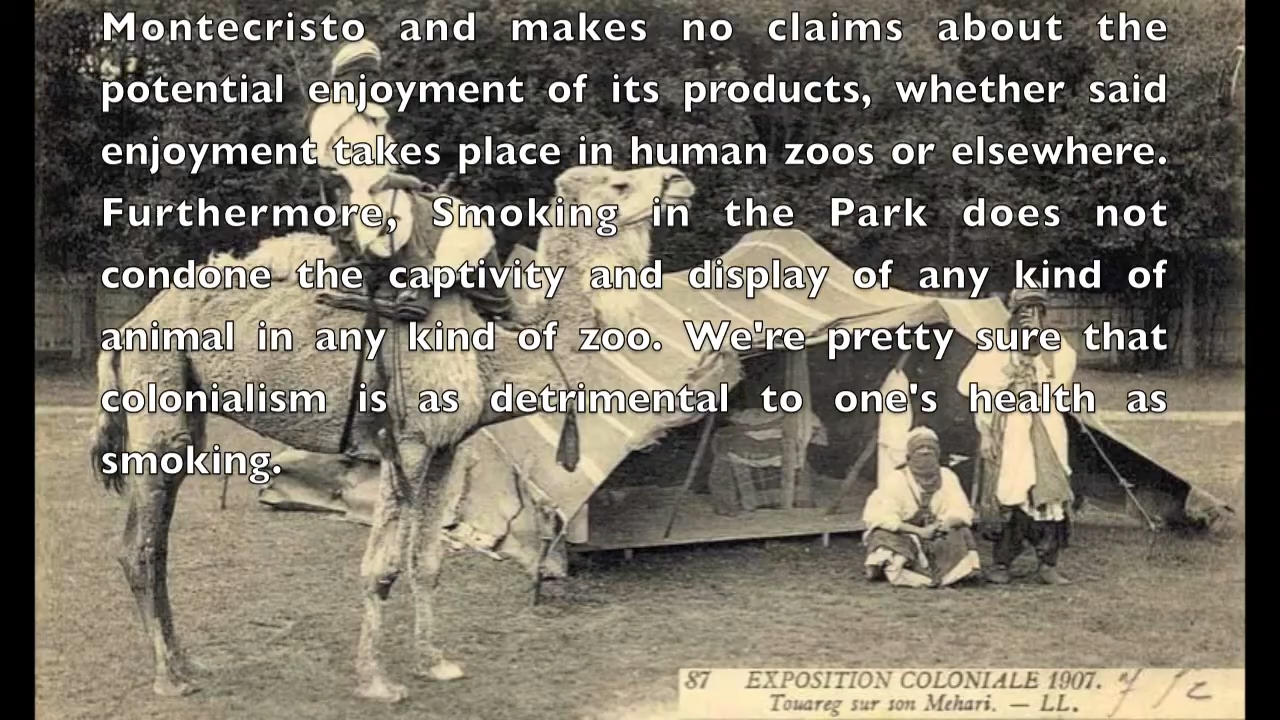 Montecristo and makes no claims about the
potential enjoyment of its products, whether said
enjoyment takes place in human zoos or elsewhere.
Furthermore, Smoking in the Park does not
condone the captivity and display of any kind of
animal in any kind of zoo. We're pretty sure that
colonialism is as detrimental to one's health as
smoking.
87 EXPOSITION COLONIALE 1907.
Touareg sur son Mehari. — LL.